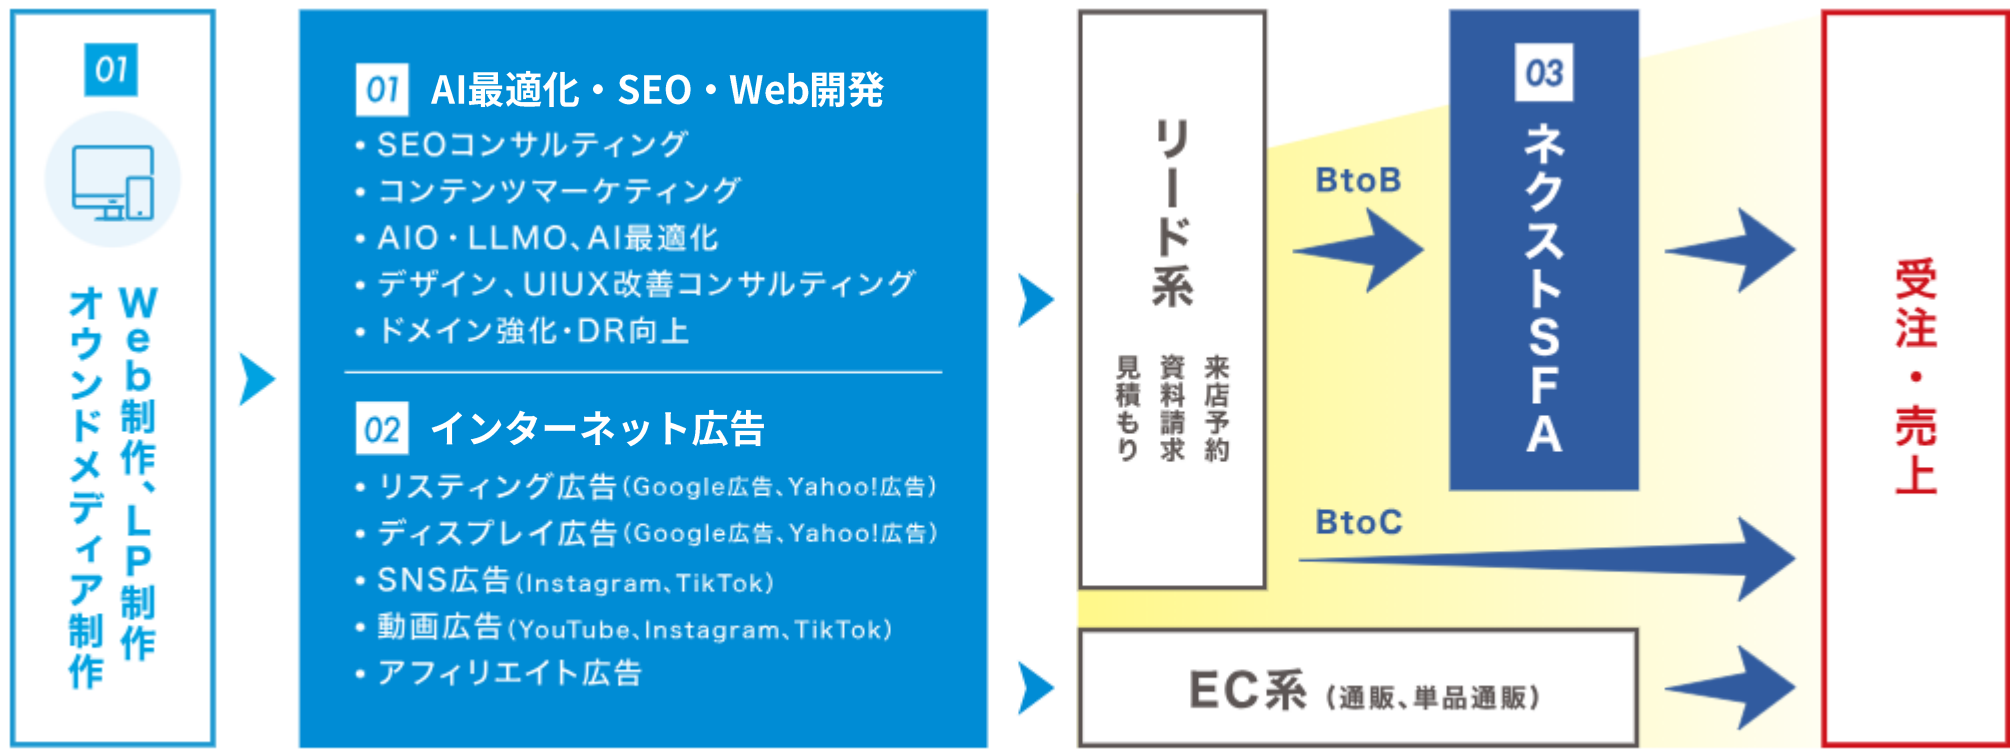 01
Web制作、LP制作
オウンドメディア制作
01 AI最適化・SEO・Web開発
• SEOコンサルティング
• コンテンツマーケティング
• AIO・LLMO、AI最適化
• デザイン、UIUX改善コンサルティング
• ドメイン強化・DR向上
02 インターネット広告
• リスティング広告(Google広告、Yahoo!広告)
• ディスプレイ広告(Google広告、Yahoo!広告)
• SNS広告(Instagram、TikTok)
• 動画広告(YouTube、Instagram、TikTok)
• アフィリエイト広告
リード系
来店予約
資料請求
見積もり
BtoB
03
ネクストSFA
BtoC
EC系(通販、単品通販)
受注・売上